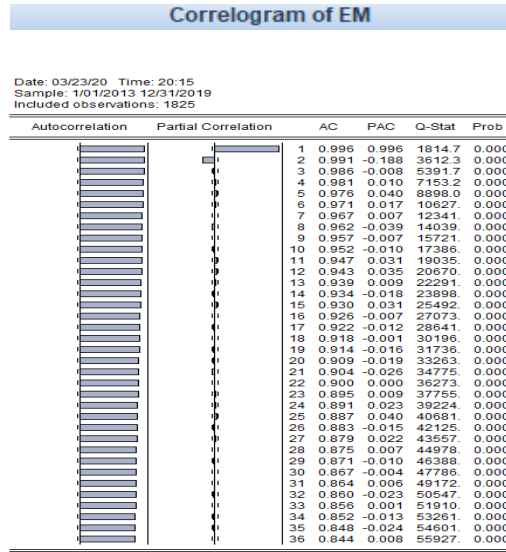 Correlogram of EM
Date: 03/23/20 Time: 20:15
Sample: 1/01/2013 12/31/2019
Included observations: 1825
Autocorrelation Partial Correlation AC PAC Q-Stat Prob
1 0.996 0.996 1814.7 0.000
2 0.991 -0.188 3612.3 0.000
3 0.986 -0.008 5391.7 0.000
4 0.981 0.010 7153.2 0.000
5 0.976 0.040 8898.0 0.000
6 0.971 0.017 10627. 0.000
7 0.967 0.007 12341. 0.000
8 0.962 -0.039 14039. 0.000
9 0.957 -0.007 15721. 0.000
10 0.952 -0.010 17386. 0.000
11 0.947 0.031 19035. 0.000
12 0.943 0.035 20670. 0.000
13 0.939 0.009 22291. 0.000
14 0.934 -0.018 23898. 0.000
15 0.930 0.031 25492. 0.000
16 0.926 -0.007 27073. 0.000
17 0.922 -0.012 28641. 0.000
18 0.918 -0.001 30196. 0.000
19 0.914 -0.016 31736. 0.000
20 0.909 -0.019 33263. 0.000
21 0.904 -0.026 34775. 0.000
22 0.900 0.000 36273. 0.000
23 0.895 0.009 37755. 0.000
24 0.891 0.023 39224. 0.000
25 0.887 0.040 40681. 0.000
26 0.883 -0.015 42125. 0.000
27 0.879 0.022 43557. 0.000
28 0.875 0.007 44978. 0.000
29 0.871 -0.010 46388. 0.000
30 0.867 -0.004 47786. 0.000
31 0.864 0.006 49172. 0.000
32 0.860 -0.023 50547. 0.000
33 0.856 0.001 51910. 0.000
34 0.852 -0.013 53261. 0.000
35 0.848 -0.024 54601. 0.000
36 0.844 0.008 55927. 0.000